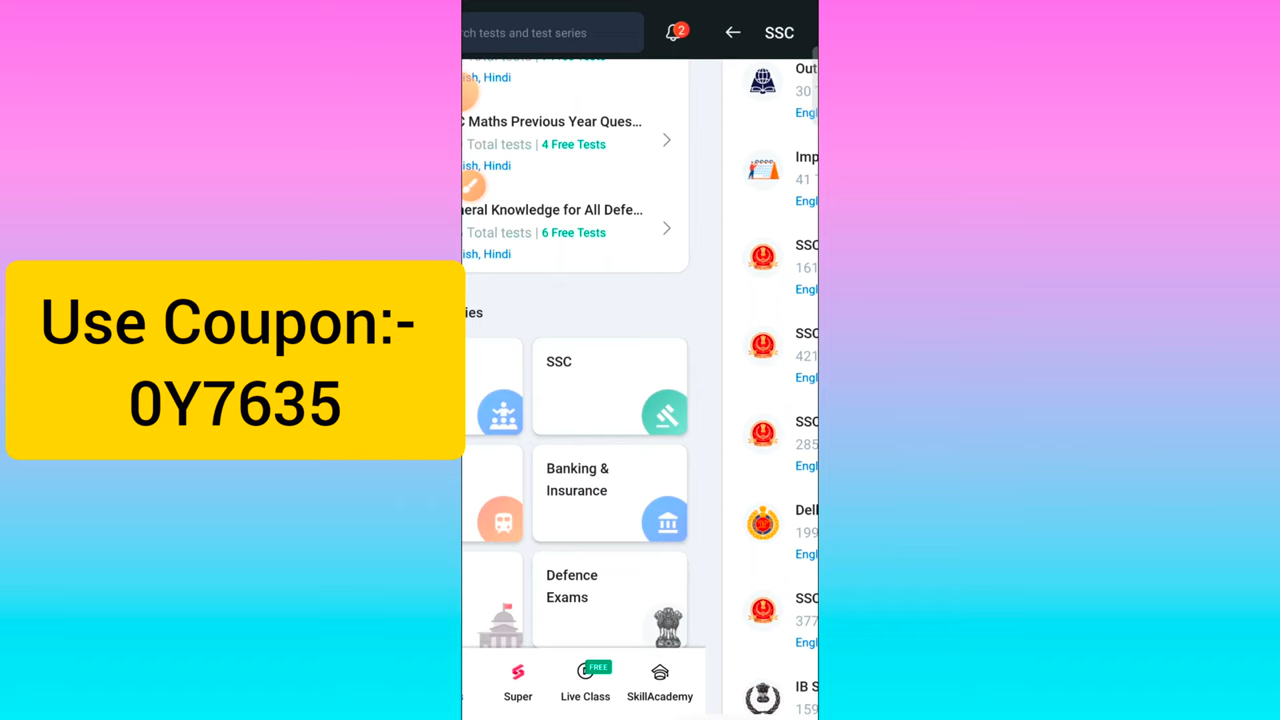 Use Coupon:-
0Y7635
ch tests and test series
2
ish, Hindi
C Maths Previous Year Ques...
Total tests | 4 Free Tests
ish, Hindi
neral Knowledge for All Defe...
Total tests | 6 Free Tests
ish, Hindi
ies
SSC
Banking &
Insurance
Defence
Exams
Super
FREE
Live Class
SkillAcademy
SSC
Out
30
Engl
Imp
41
Engl
SSC
161
Engl
SSC
421
Engl
SSC
285
Engl
Del
199
Engl
SSC
377
Engl
IB S
159